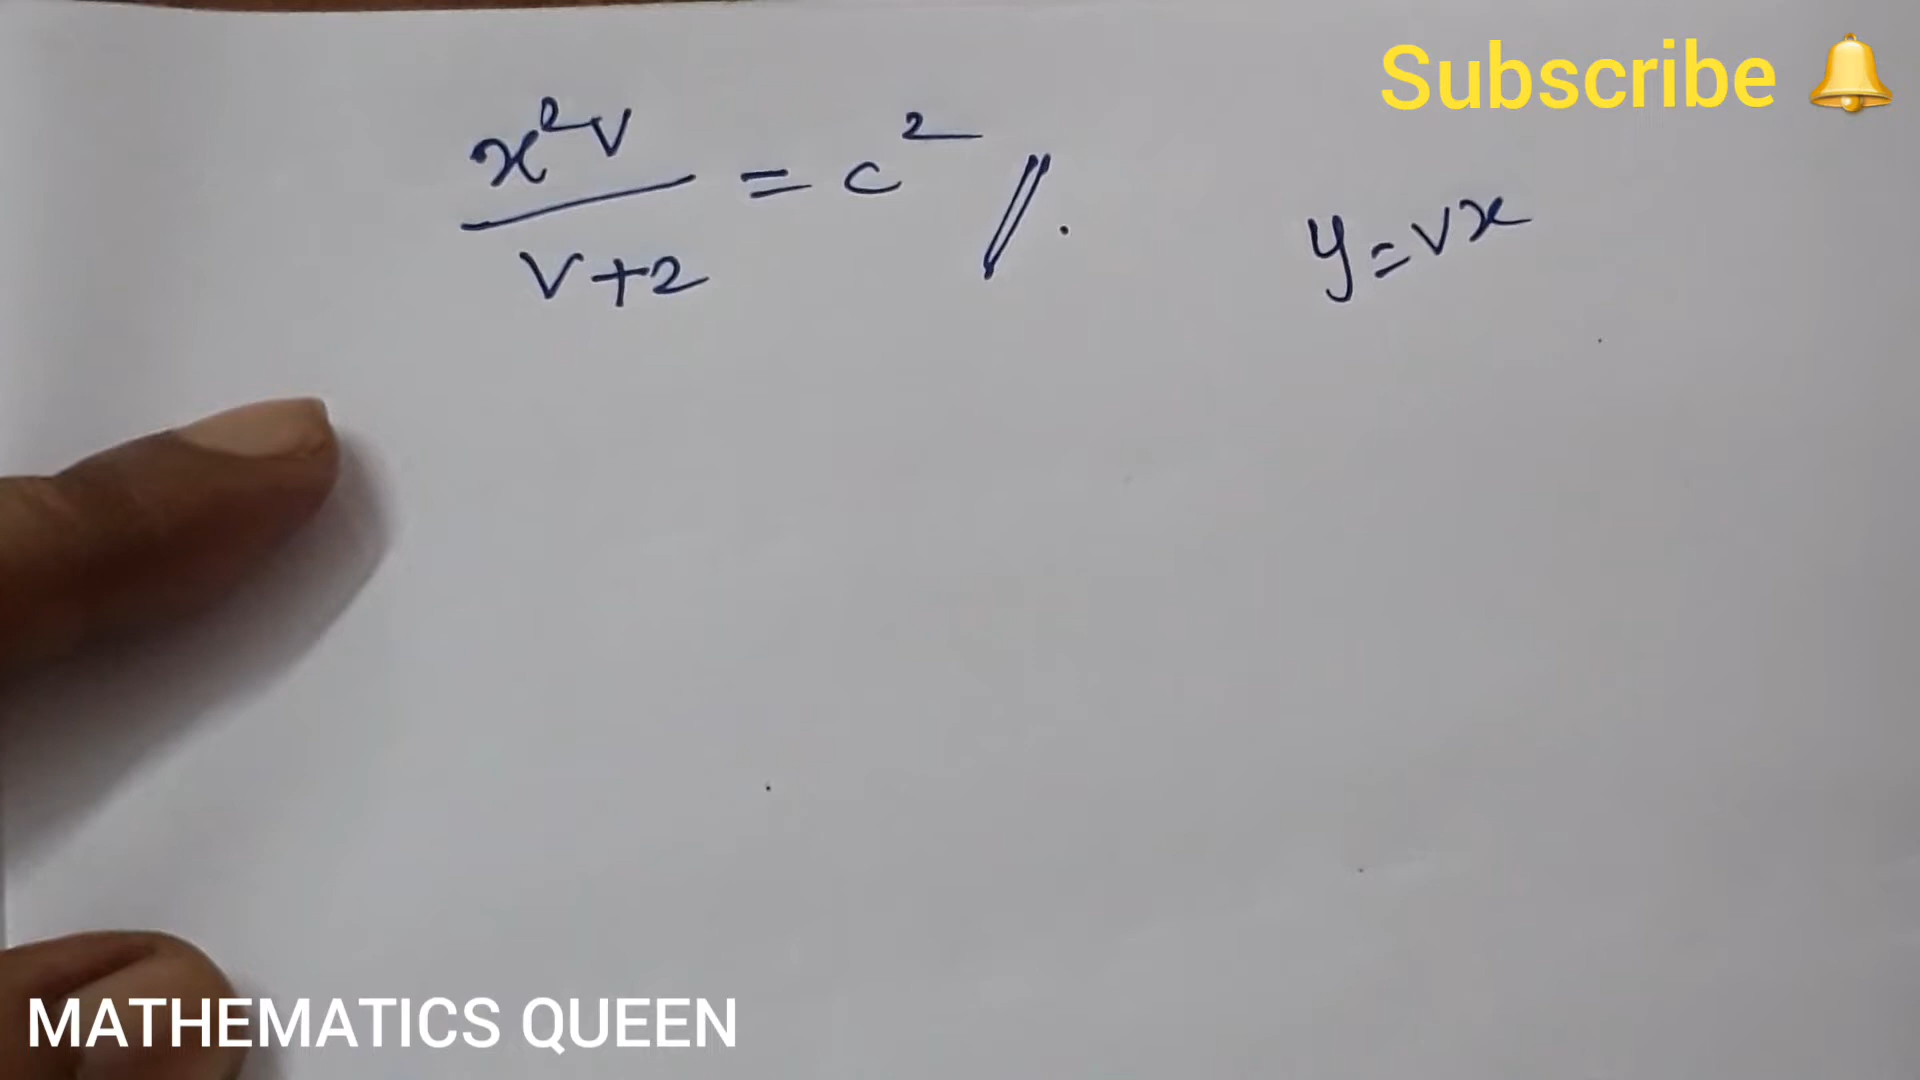 Subscribe 🔔
x²v / v+2 = c² //.
y = vx
MATHEMATICS QUEEN